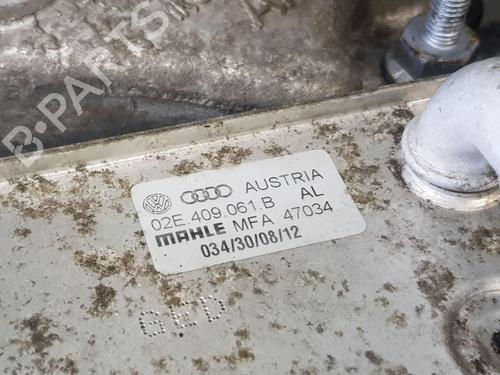 B-PARTS
AUSTRIA
02E.409.061.B AL
MAHLE MFA 47034
034/30/08/12
GED